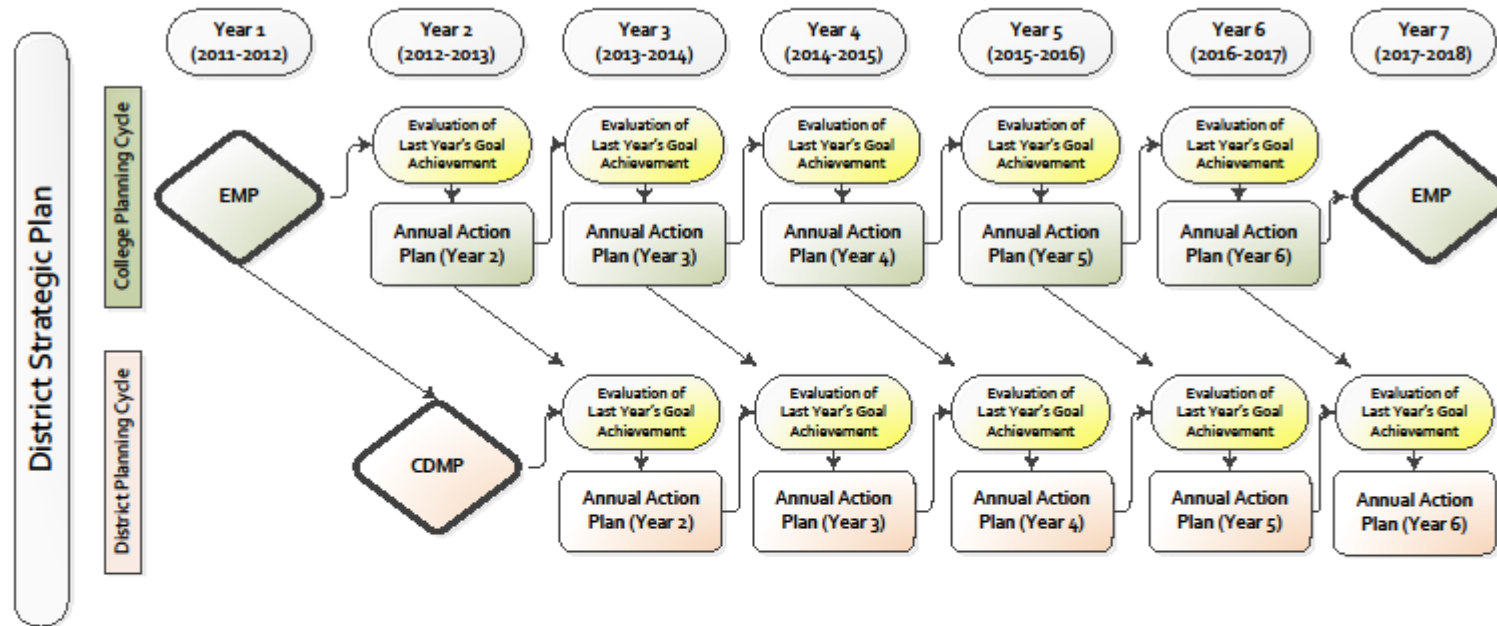 District Strategic Plan
Year 1
(2011-2012)
Year 2
(2012-2013)
Year 3
(2013-2014)
Year 4
(2014-2015)
Year 5
(2015-2016)
Year 6
(2016-2017)
Year 7
(2017-2018)
College Planning Cycle
EMP
Evaluation of
Last Year's Goal
Achievement
Evaluation of
Last Year's Goal
Achievement
Evaluation of
Last Year's Goal
Achievement
Evaluation of
Last Year's Goal
Achievement
Evaluation of
Last Year's Goal
Achievement
EMP
Annual Action
Plan (Year 2)
Annual Action
Plan (Year 3)
Annual Action
Plan (Year 4)
Annual Action
Plan (Year 5)
Annual Action
Plan (Year 6)
District Planning Cycle
CDMP
Evaluation of
Last Year's Goal
Achievement
Evaluation of
Last Year's Goal
Achievement
Evaluation of
Last Year's Goal
Achievement
Evaluation of
Last Year's Goal
Achievement
Evaluation of
Last Year's Goal
Achievement
Annual Action
Plan (Year 2)
Annual Action
Plan (Year 3)
Annual Action
Plan (Year 4)
Annual Action
Plan (Year 5)
Annual Action
Plan (Year 6)